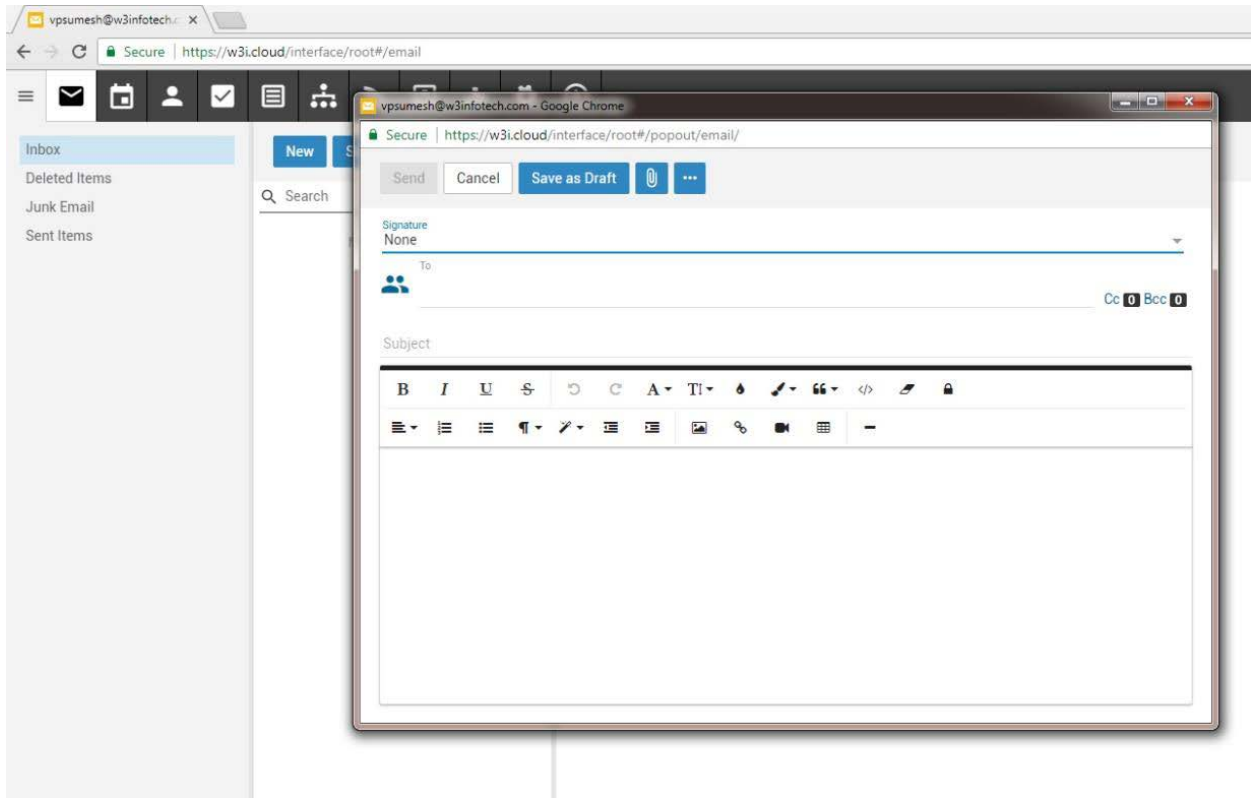 vpsumesh@w3infotech.c
Secure | https://w3i.cloud/interface/root#/email
vpsumesh@w3infotech.com - Google Chrome
Secure | https://w3i.cloud/interface/root#/popout/email/
Inbox
Deleted Items
Junk Email
Sent Items
New
Search
Send
Cancel
Save as Draft
Signature
None
To
Cc 0 Bcc 0
Subject
B I U S A TI